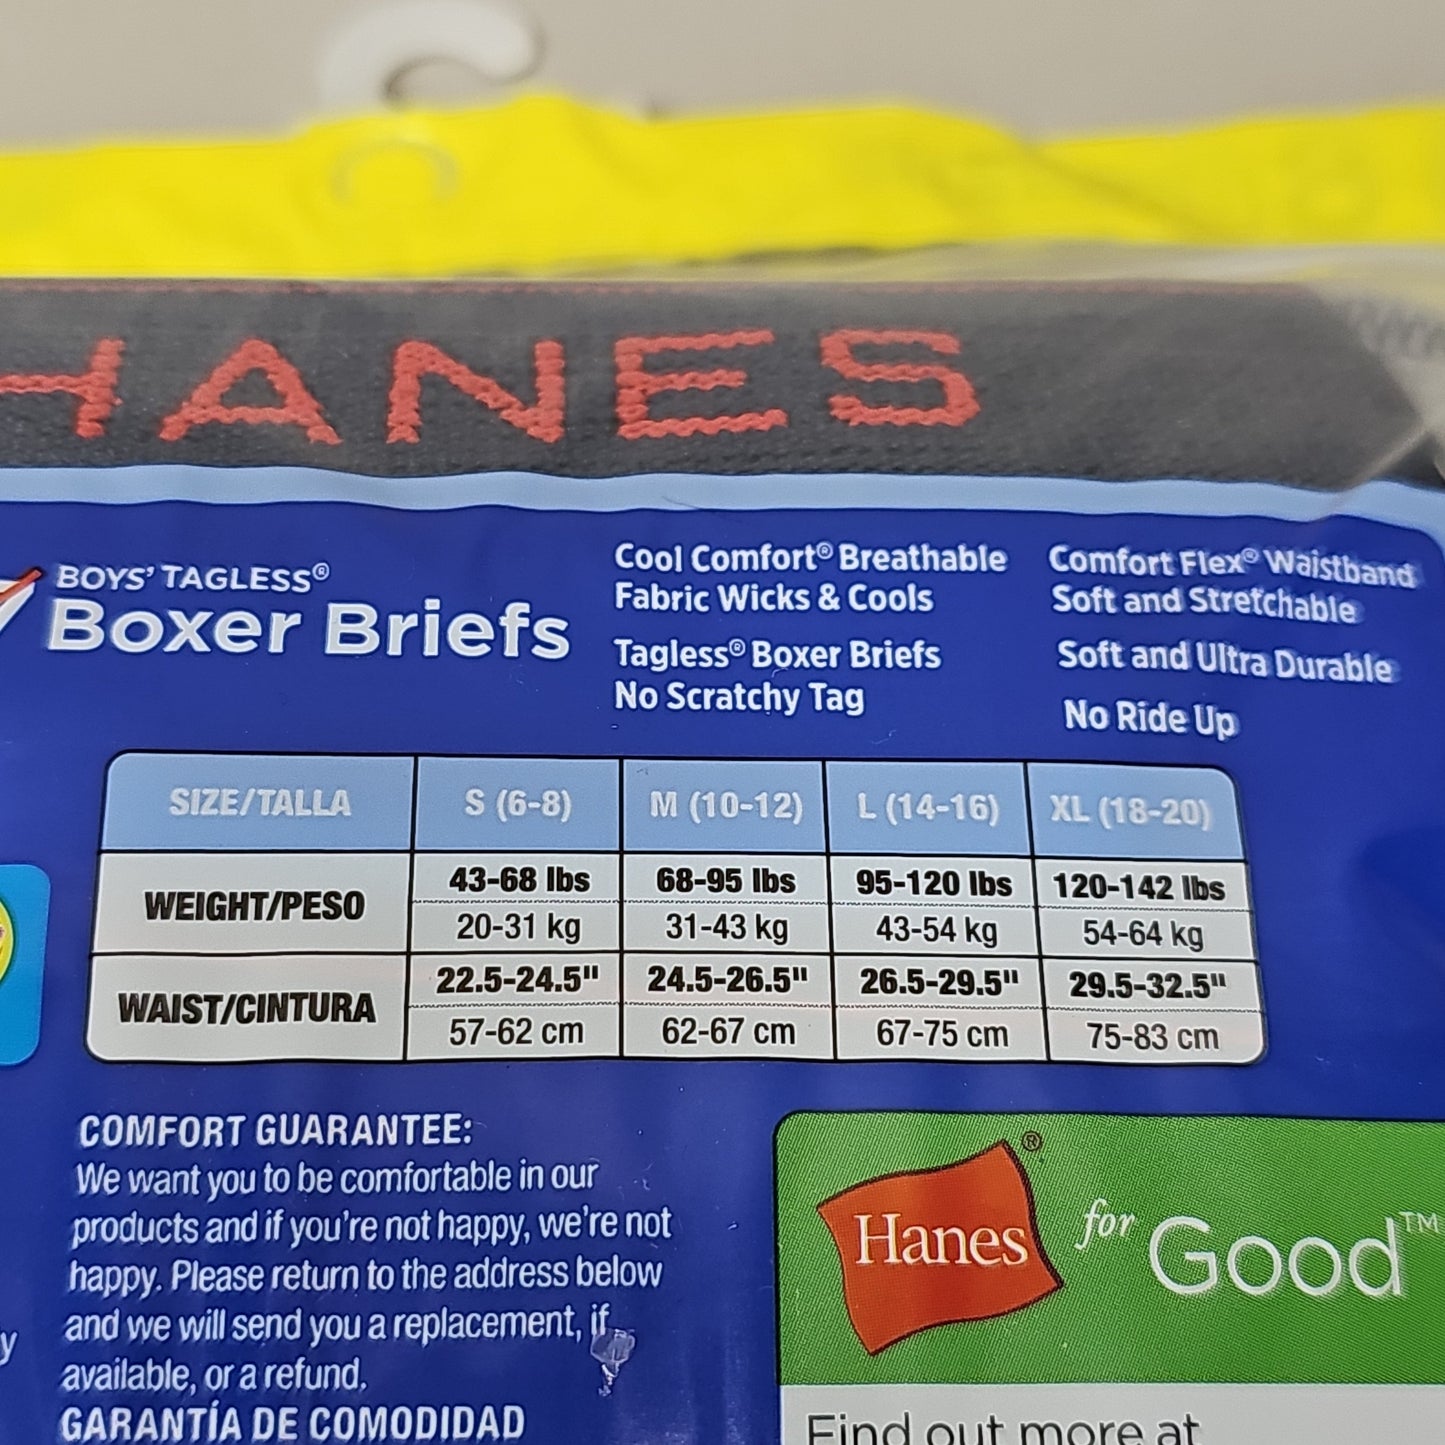 HANES
BOYS' TAGLESS®
Boxer Briefs
Cool Comfort® Breathable
Fabric Wicks & Cools
Tagless® Boxer Briefs
No Scratchy Tag
Comfort Flex® Waistband
Soft and Stretchable
Soft and Ultra Durable
No Ride Up
SIZE/TALLA S (6-8) M (10-12) L (14-16) XL (18-20)
WEIGHT/PESO 43-68 lbs 68-95 lbs 95-120 lbs 120-142 lbs
20-31 kg 31-43 kg 43-54 kg 54-64 kg
WAIST/CINTURA 22.5-24.5" 24.5-26.5" 26.5-29.5" 29.5-32.5"
57-62 cm 62-67 cm 67-75 cm 75-83 cm
COMFORT GUARANTEE:
We want you to be comfortable in our
products and if you're not happy, we're not
happy. Please return to the address below
and we will send you a replacement, if
available, or a refund.
GARANTÍA DE COMODIDAD
Hanes® for Good™
Find out more at